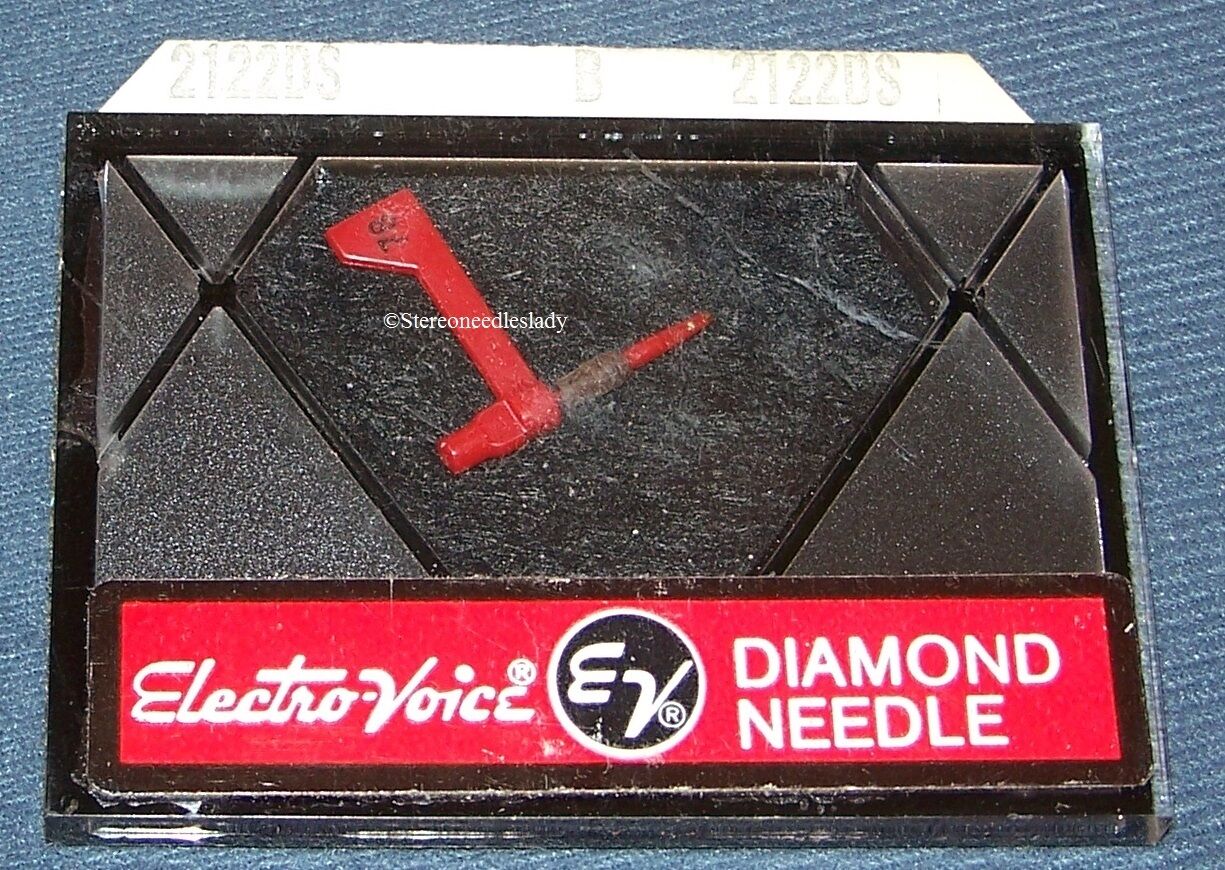 2122DS B 2122DS
©Stereoneedleslady
Electro-Voice®
EV®
DIAMOND
NEEDLE